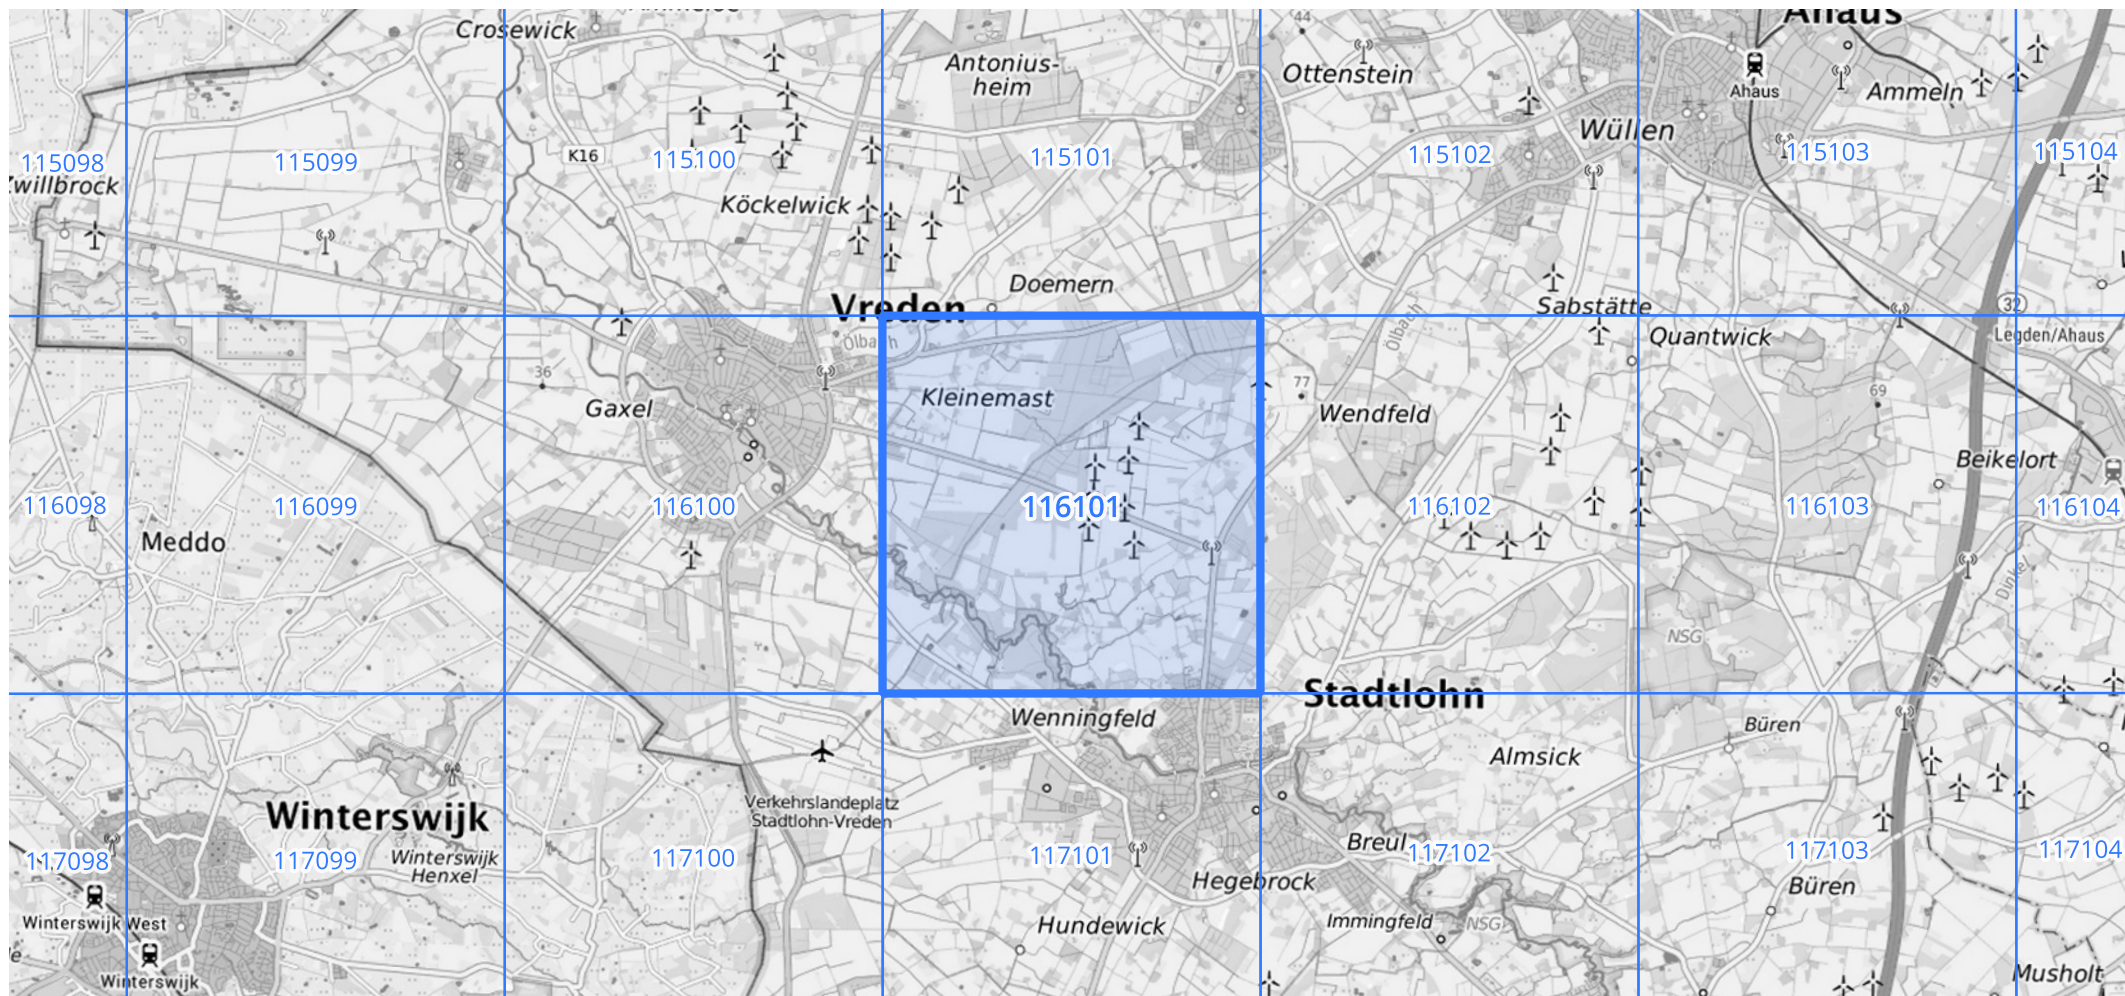 Crosewick
Ahaus
Antonius-
heim
44
Ottenstein
Ahaus
Ammeln
Wüllen
K16
115098
115099
115100
115101
115102
115103
115104
Zwillbrock
Köckelwick
Doemern
Vreden
Sabstätte
32
Legden/Ahaus
Quantwick
Ölbach
Ölbach
36
Gaxel
Kleinemast
77
Wendfeld
69
Beikelort
116098
116099
116100
116101
116102
116103
116104
Meddo
Dinkel
NSG
Stadtlohn
Wenningfeld
Büren
Almsick
Verkehrslandeplatz
Stadtlohn-Vreden
Winterswijk
Winterswijk
Henxel
Breul
117098
117099
117100
117101
117102
117103
117104
Hegebrock
Büren
Winterswijk West
Hundewick
Immingfeld
NSG
Winterswijk
Musholt